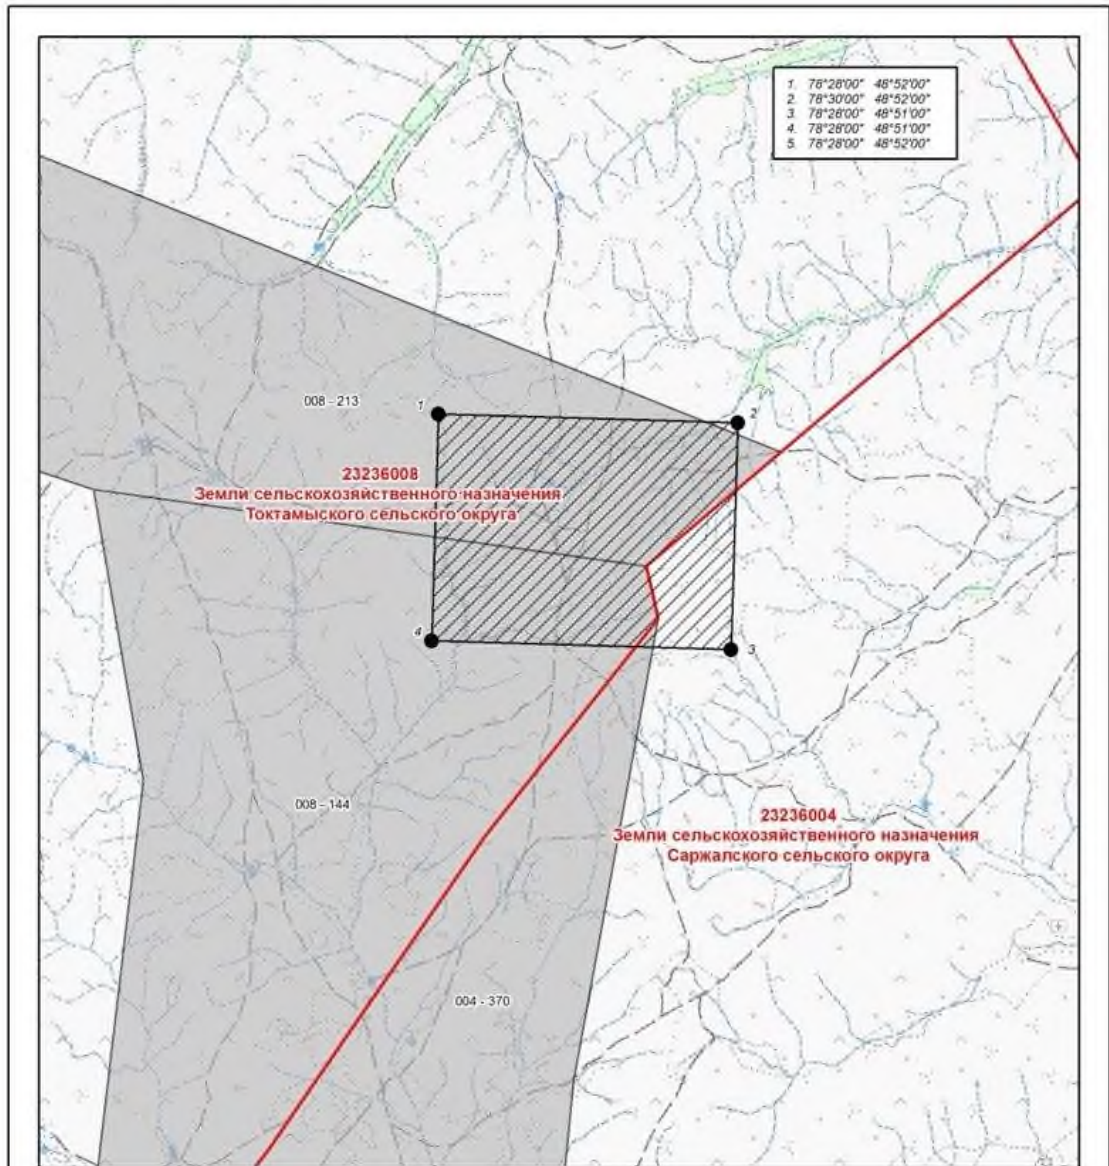 1. 78°28'00" 48°52'00"
2. 78°30'00" 48°52'00"
3. 78°28'00" 48°51'00"
4. 78°28'00" 48°51'00"
5. 78°28'00" 48°52'00"
008 - 213
1
2
23236008
Земли сельскохозяйственного назначения
Токтамыского сельского округа
4
3
008 - 144
23236004
Земли сельскохозяйственного назначения
Саржалского сельского округа
004 - 370